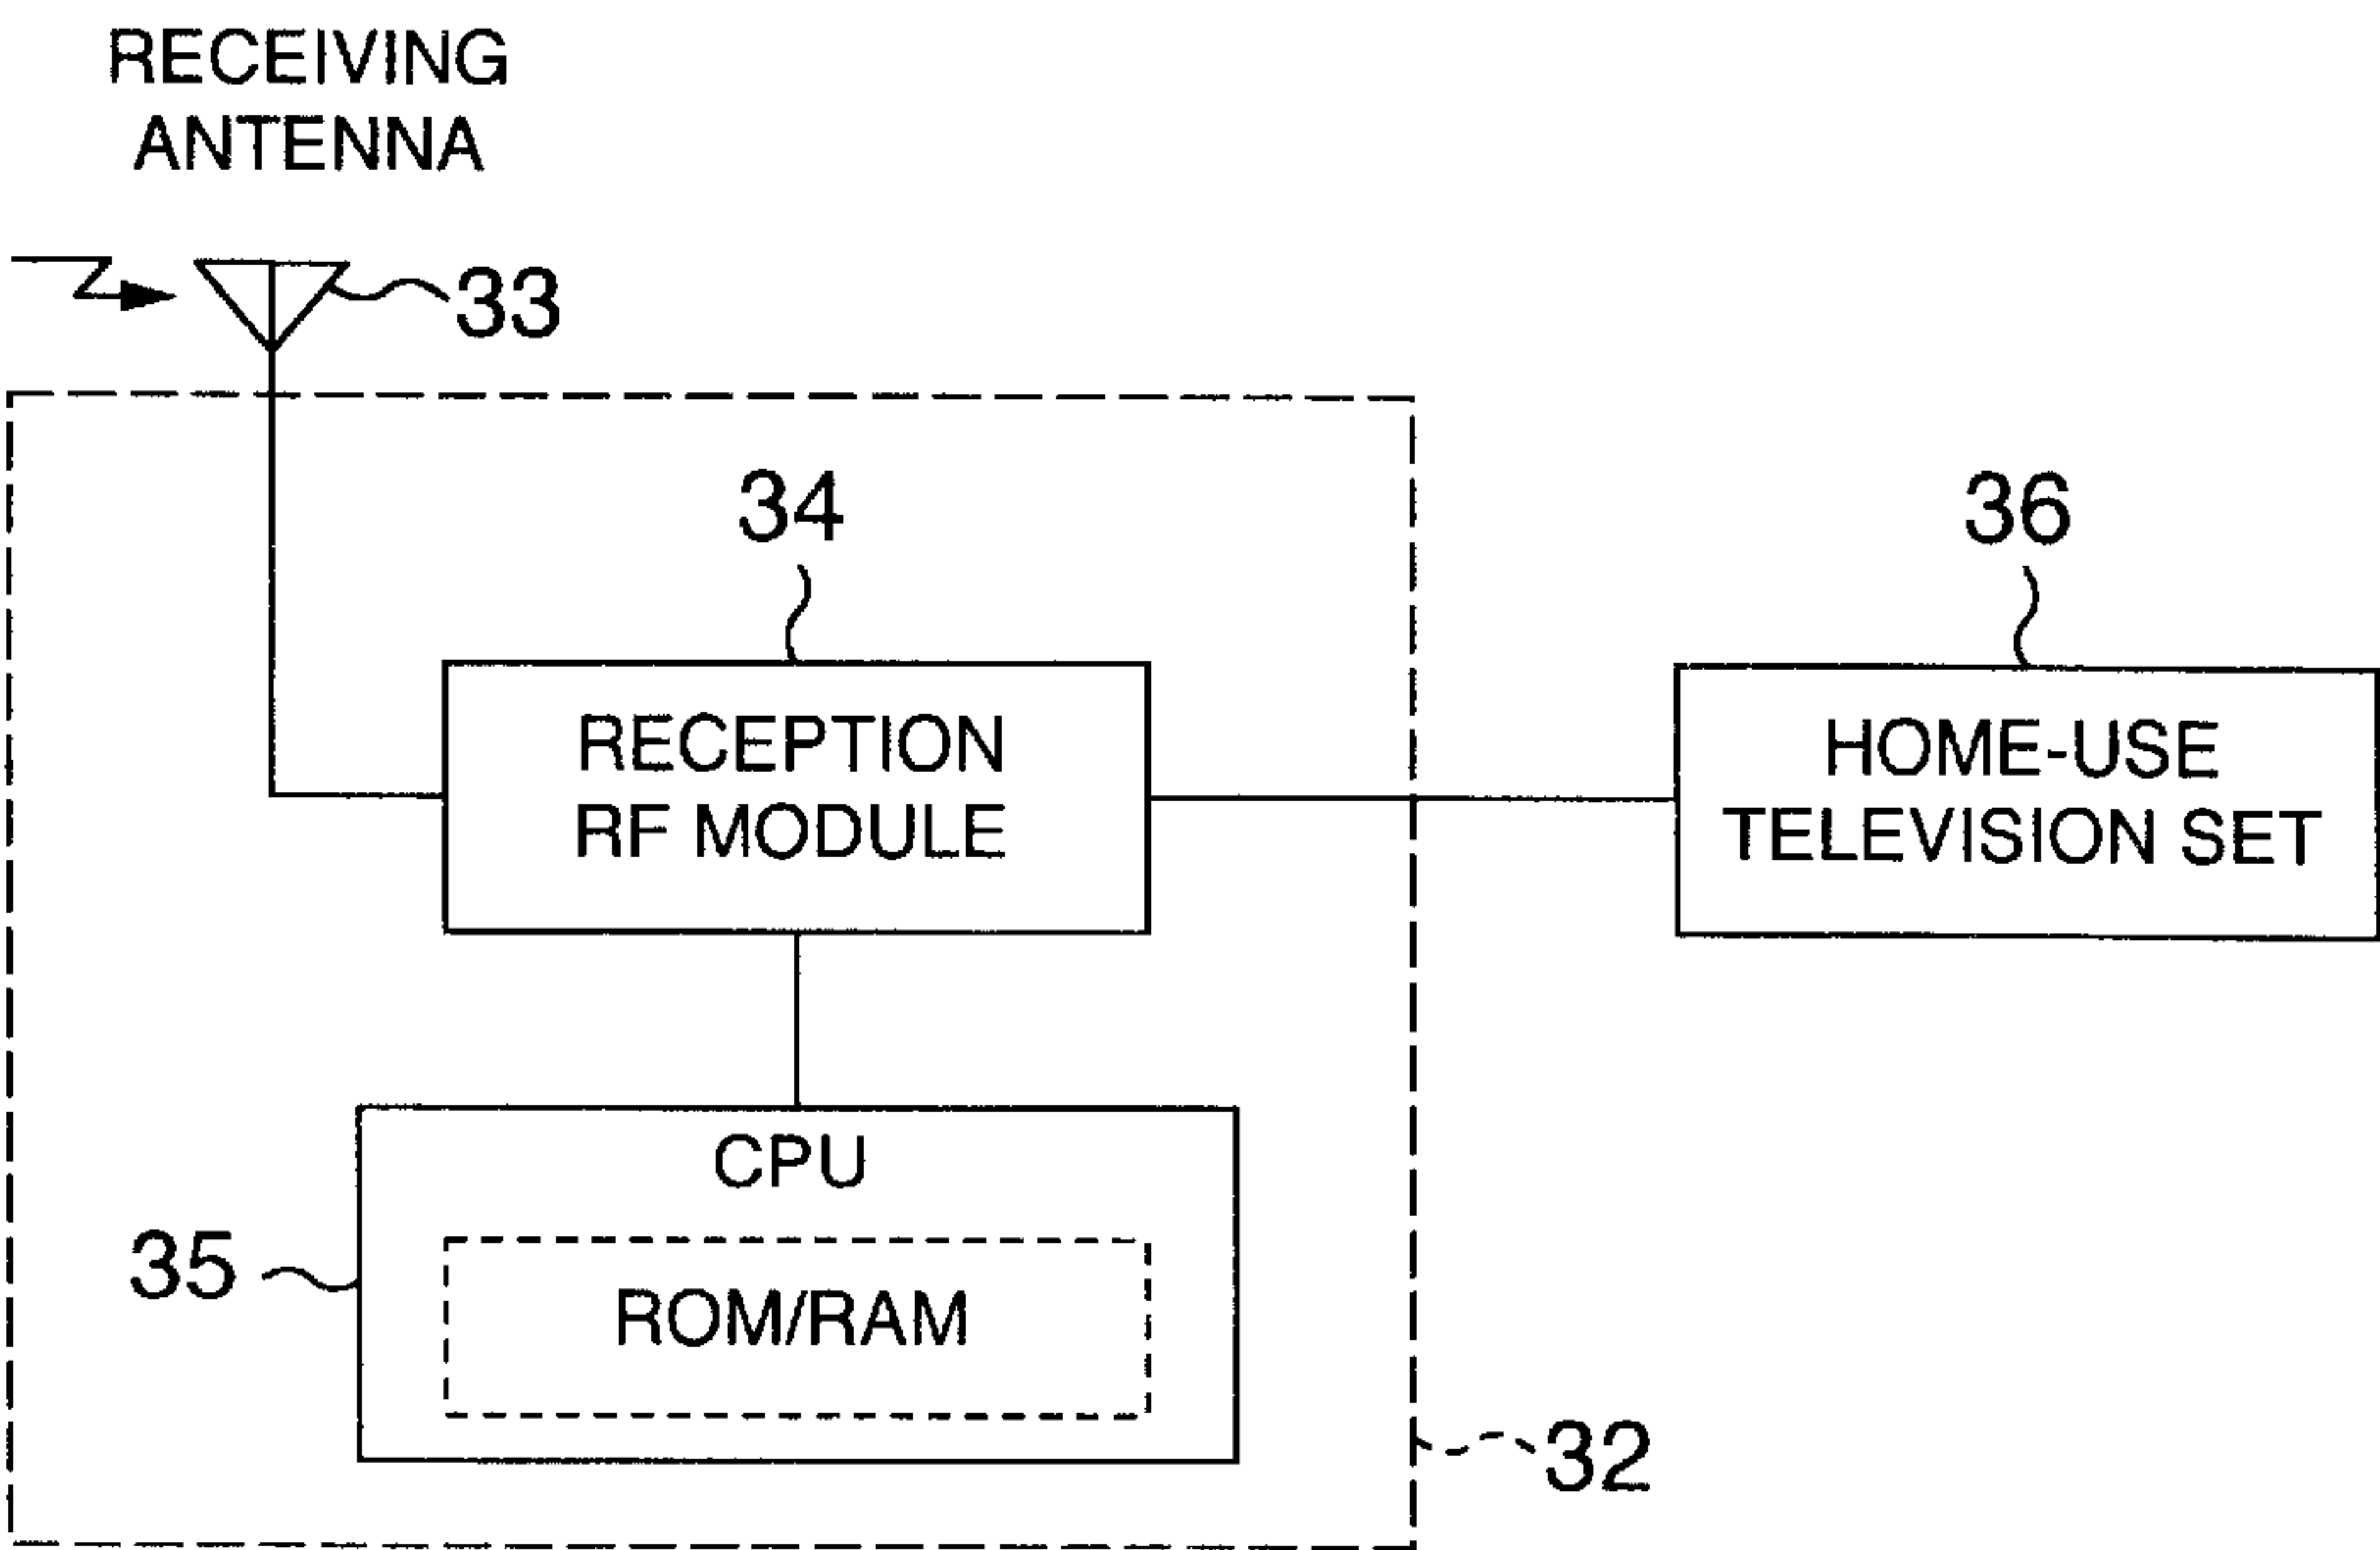 RECEIVING
ANTENNA
33
34
36
RECEPTION
RF MODULE
HOME-USE
TELEVISION SET
CPU
35
ROM/RAM
32